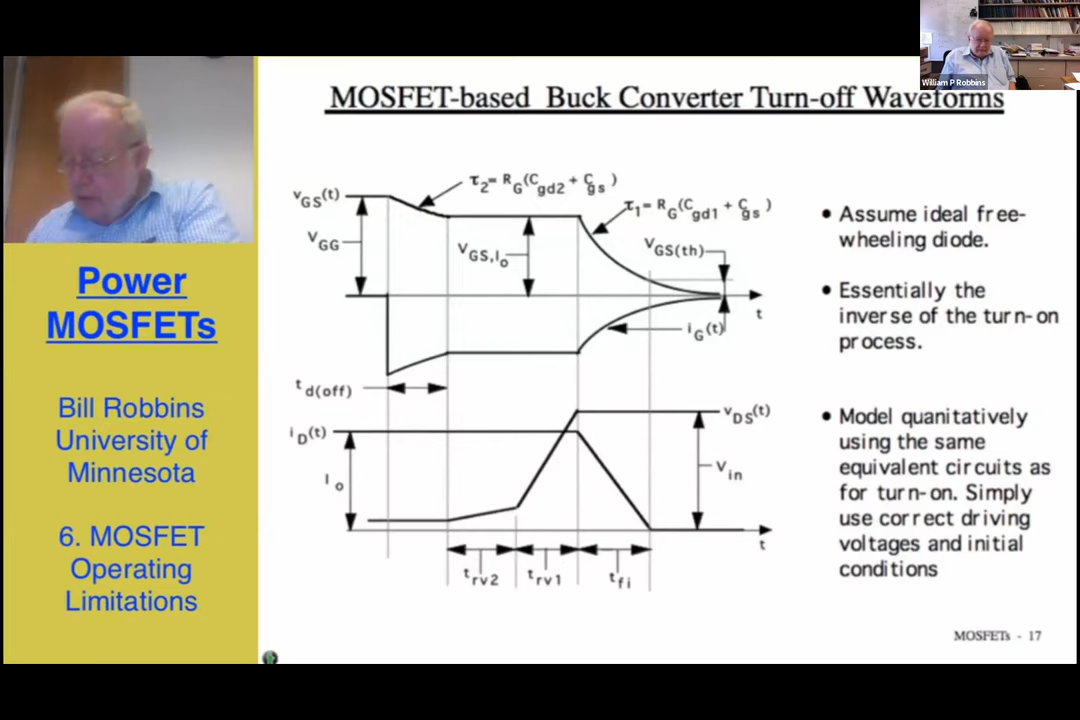 William P Robbins
MOSFET-based Buck Converter Turn-off Waveforms
Power
MOSFETs
Bill Robbins
University of
Minnesota
6. MOSFET
Operating
Limitations
τ2= RG(Cgd2 + Cgs )
vGS(t)
τ1= RG(Cgd1 + Cgs )
VGG
VGS,Io
VGS(th)
t
iG(t)
td(off)
vDS(t)
iD(t)
Io
Vin
t
trv2
trv1
tfi
• Assume ideal free-
wheeling diode.
• Essentially the
inverse of the turn-on
process.
• Model quanitatively
using the same
equivalent circuits as
for turn-on. Simply
use correct driving
voltages and initial
conditions
MOSFETs - 17